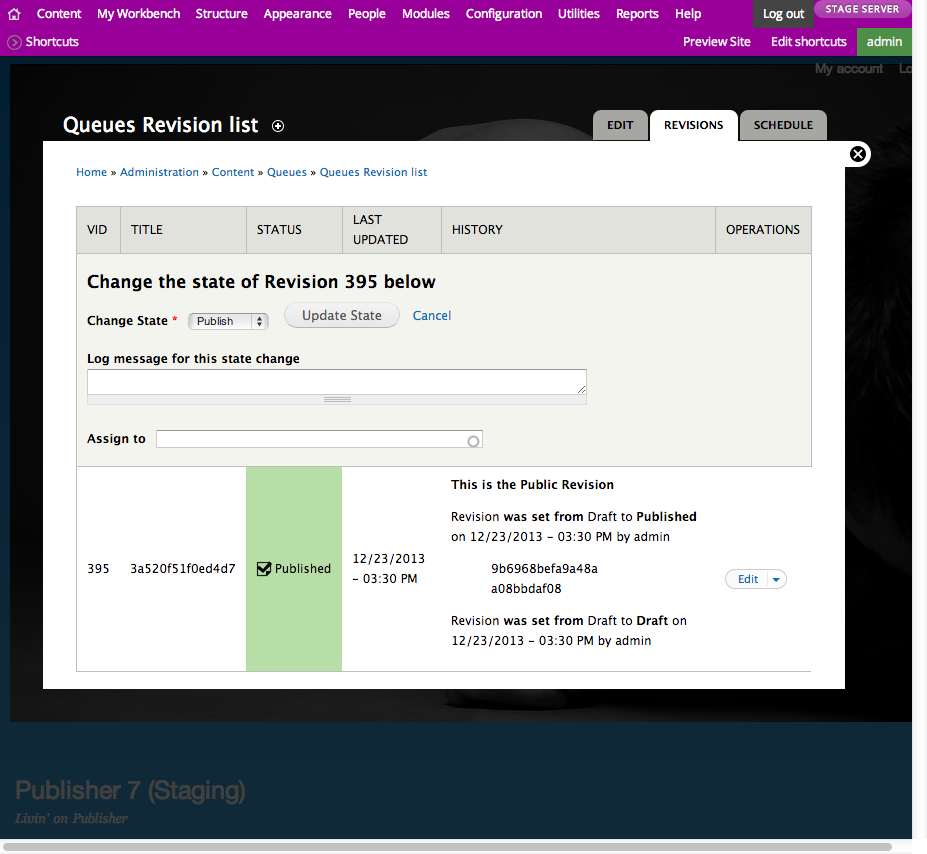 Content My Workbench Structure Appearance People Modules Configuration Utilities Reports Help Log out STAGE SERVER
Shortcuts Preview Site Edit shortcuts admin
My account Lo
Queues Revision list EDIT REVISIONS SCHEDULE
Home » Administration » Content » Queues » Queues Revision list
VID TITLE STATUS LAST UPDATED HISTORY OPERATIONS
Change the state of Revision 395 below
Change State * Publish Update State Cancel
Log message for this state change
Assign to
395 3a520f51f0ed4d7 Published
12/23/2013
– 03:30 PM
This is the Public Revision
Revision was set from Draft to Published
on 12/23/2013 – 03:30 PM by admin
9b6968befa9a48a
a08bbdaf08
Revision was set from Draft to Draft on
12/23/2013 – 03:30 PM by admin
Edit
Publisher 7 (Staging)
Livin' on Publisher